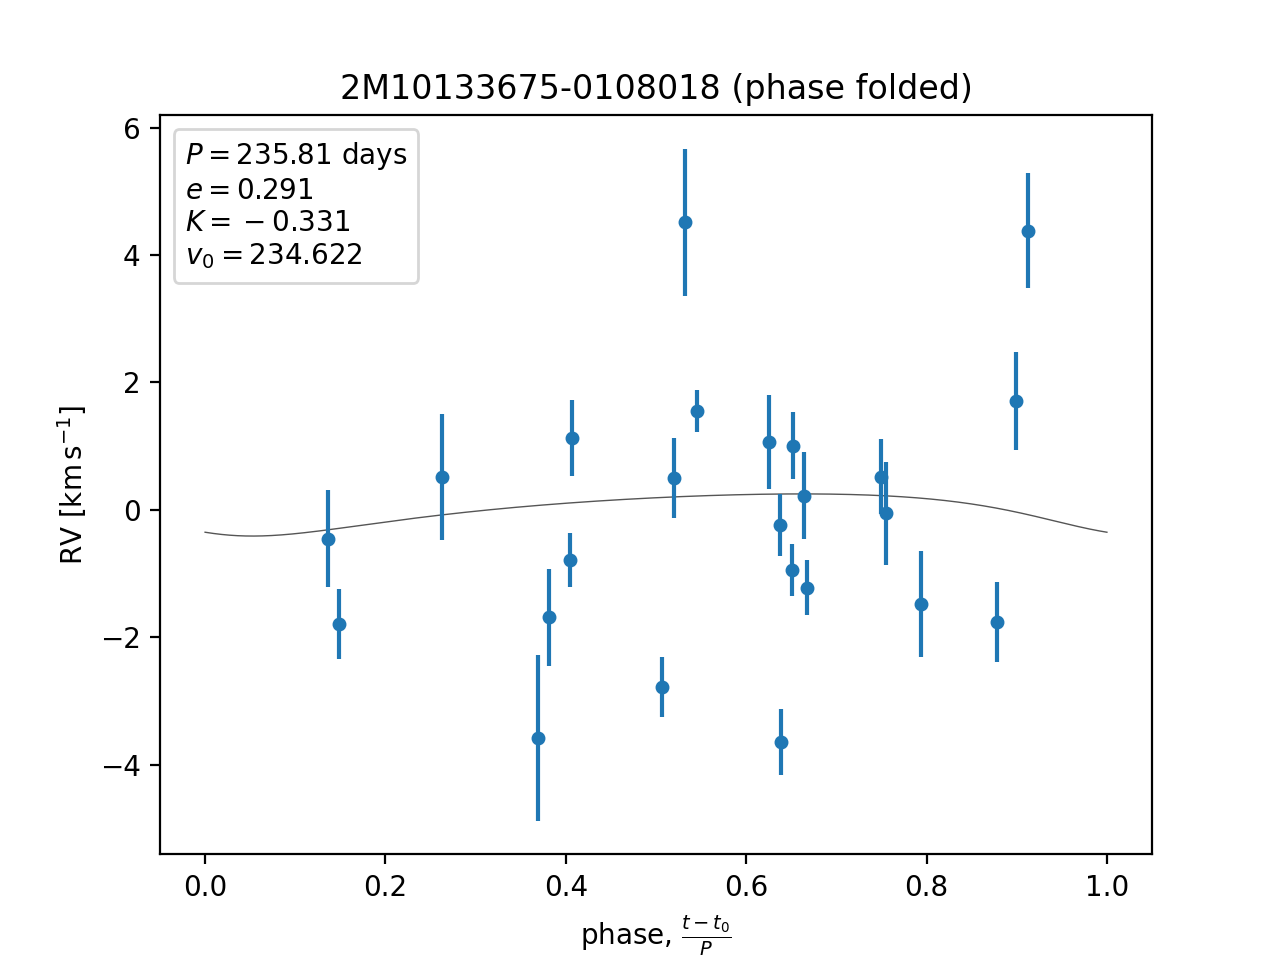 2M10133675-0108018 (phase folded)
P = 235.81 days
e = 0.291
K = −0.331
v₀ = 234.622
6
4
2
0
−2
−4
RV [km s⁻¹]
0.0 0.2 0.4 0.6 0.8 1.0
phase, (t − t₀)/P